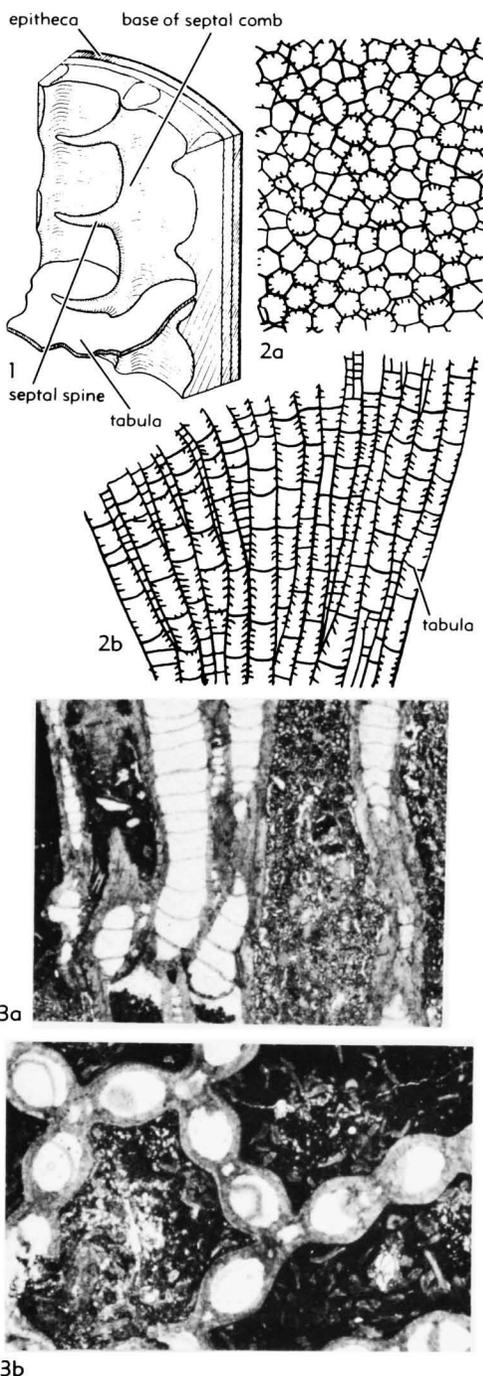 epitheca
base of septal comb
1
septal spine
tabula
2a
2b
tabula
3a
3b